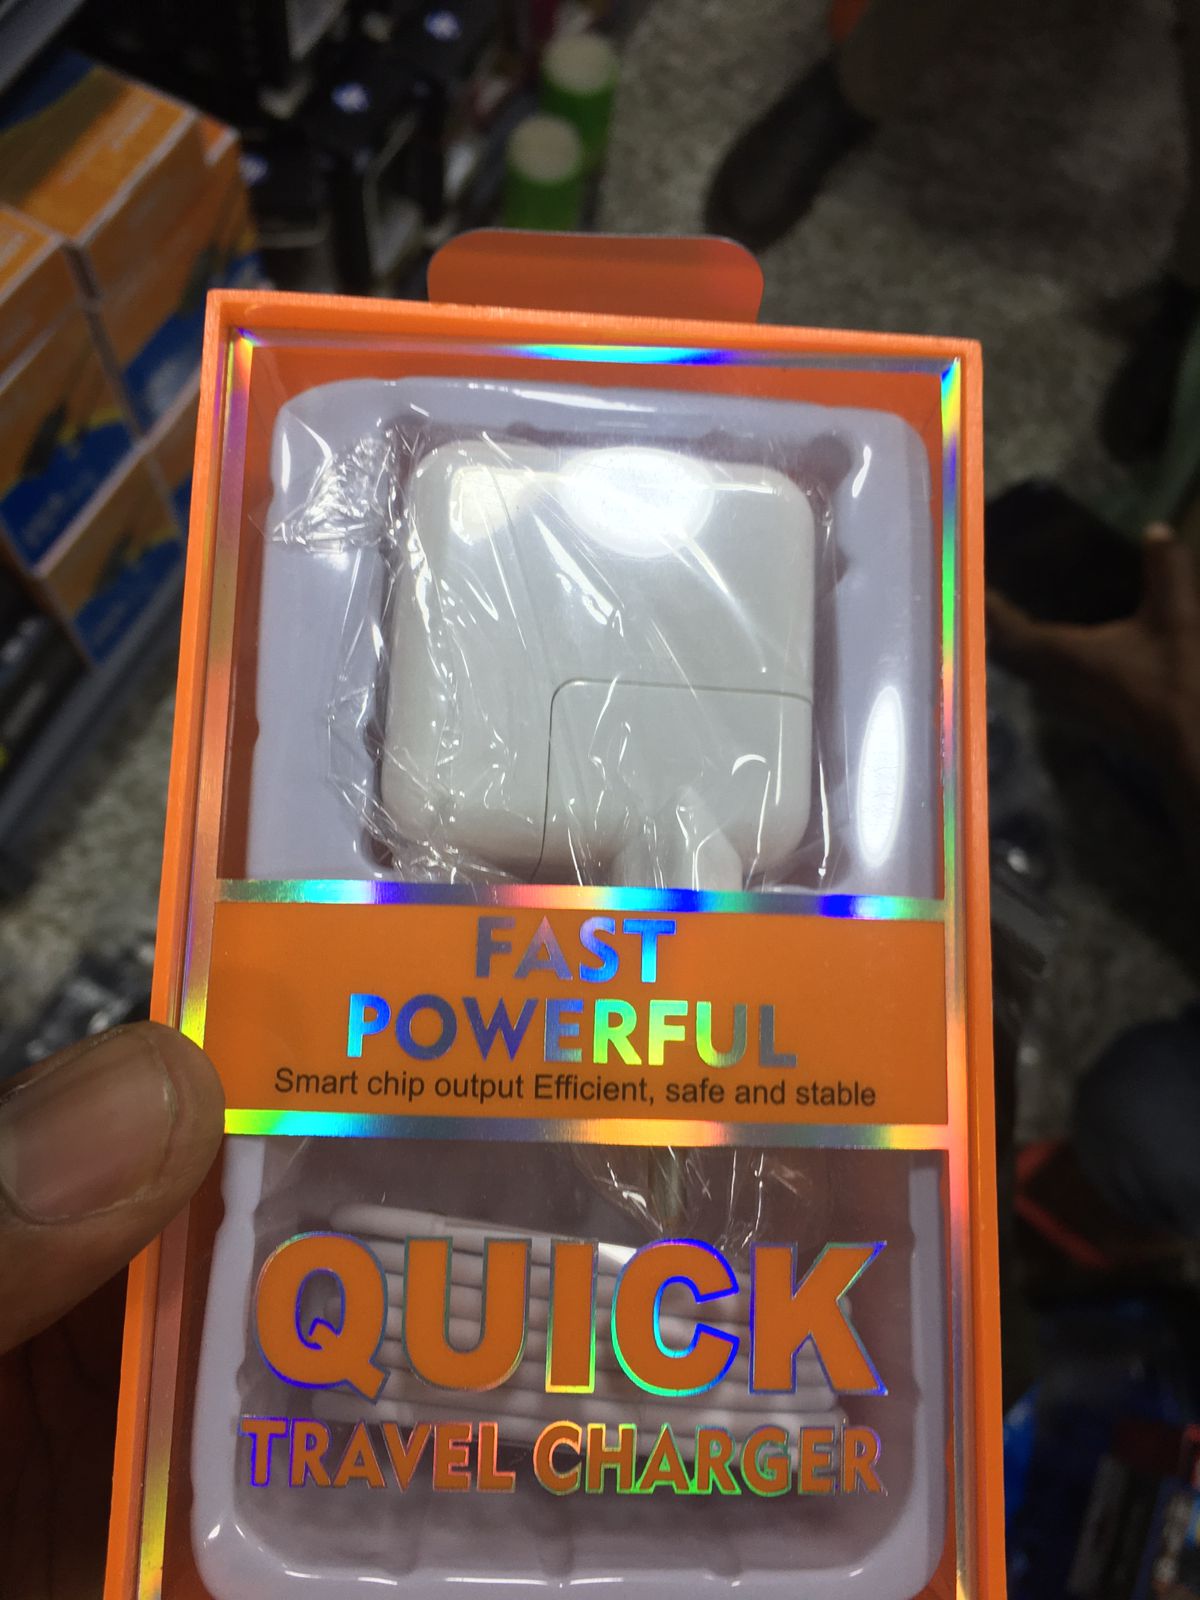 FAST
POWERFUL
Smart chip output Efficient, safe and stable
QUICK
TRAVEL CHARGER